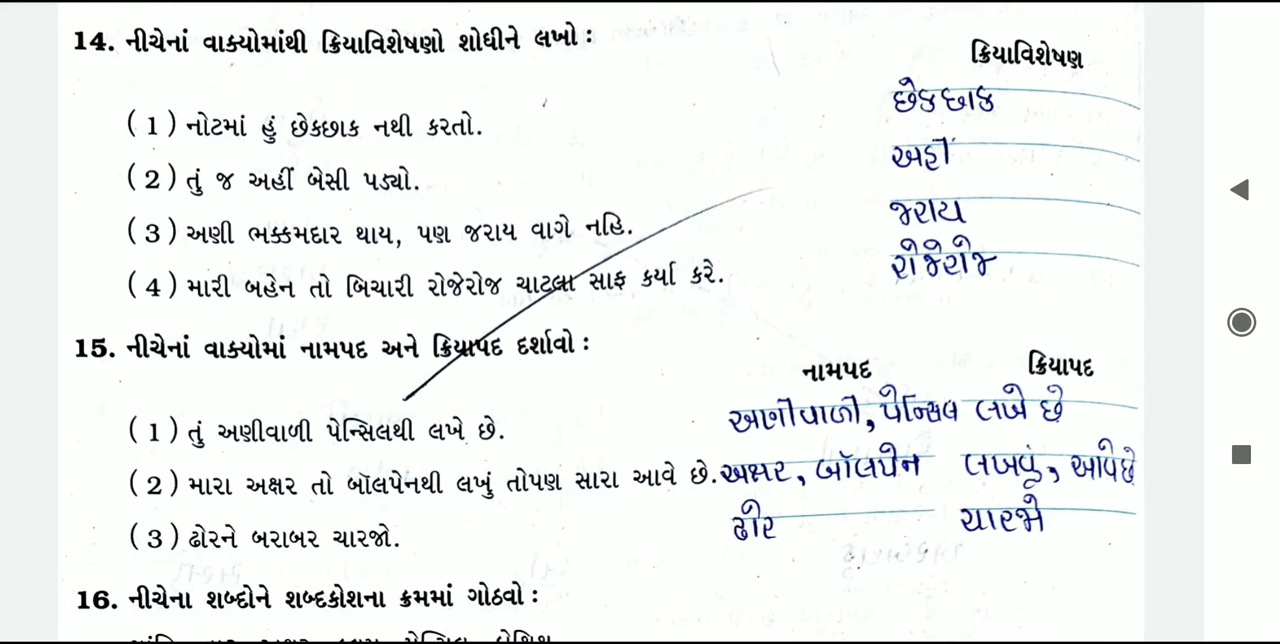 14. નીચેનાં વાક્યોમાંથી ક્રિયાવિશેષણો શોધીને લખો :
ક્રિયાવિશેષણ
(1) નોટમાં હું છેકછાક નથી કરતો. છેકછાક
(2) તું જ અહીં બેસી પડ્યો. અહીં
(3) અણી ભક્કમદાર થાય, પણ જરાય વાગે નહિ. જરાય
(4) મારી બહેન તો બિચારી રોજેરોજ ચાટલા સાફ કર્યા કરે. રોજેરોજ
15. નીચેનાં વાક્યોમાં નામપદ અને ક્રિયાપદ દર્શાવો :
નામપદ ક્રિયાપદ
(1) તું અણીવાળી પેન્સિલથી લખે છે. અણીવાળી, પેન્સિલ લખે છે
(2) મારા અક્ષર તો બૉલપેનથી લખું તોપણ સારા આવે છે. અક્ષર, બૉલપેન લખવું, આવે છે
(3) ઢોરને બરાબર ચારજો. ઢોર ચારજો
16. નીચેના શબ્દોને શબ્દકોશના ક્રમમાં ગોઠવો :